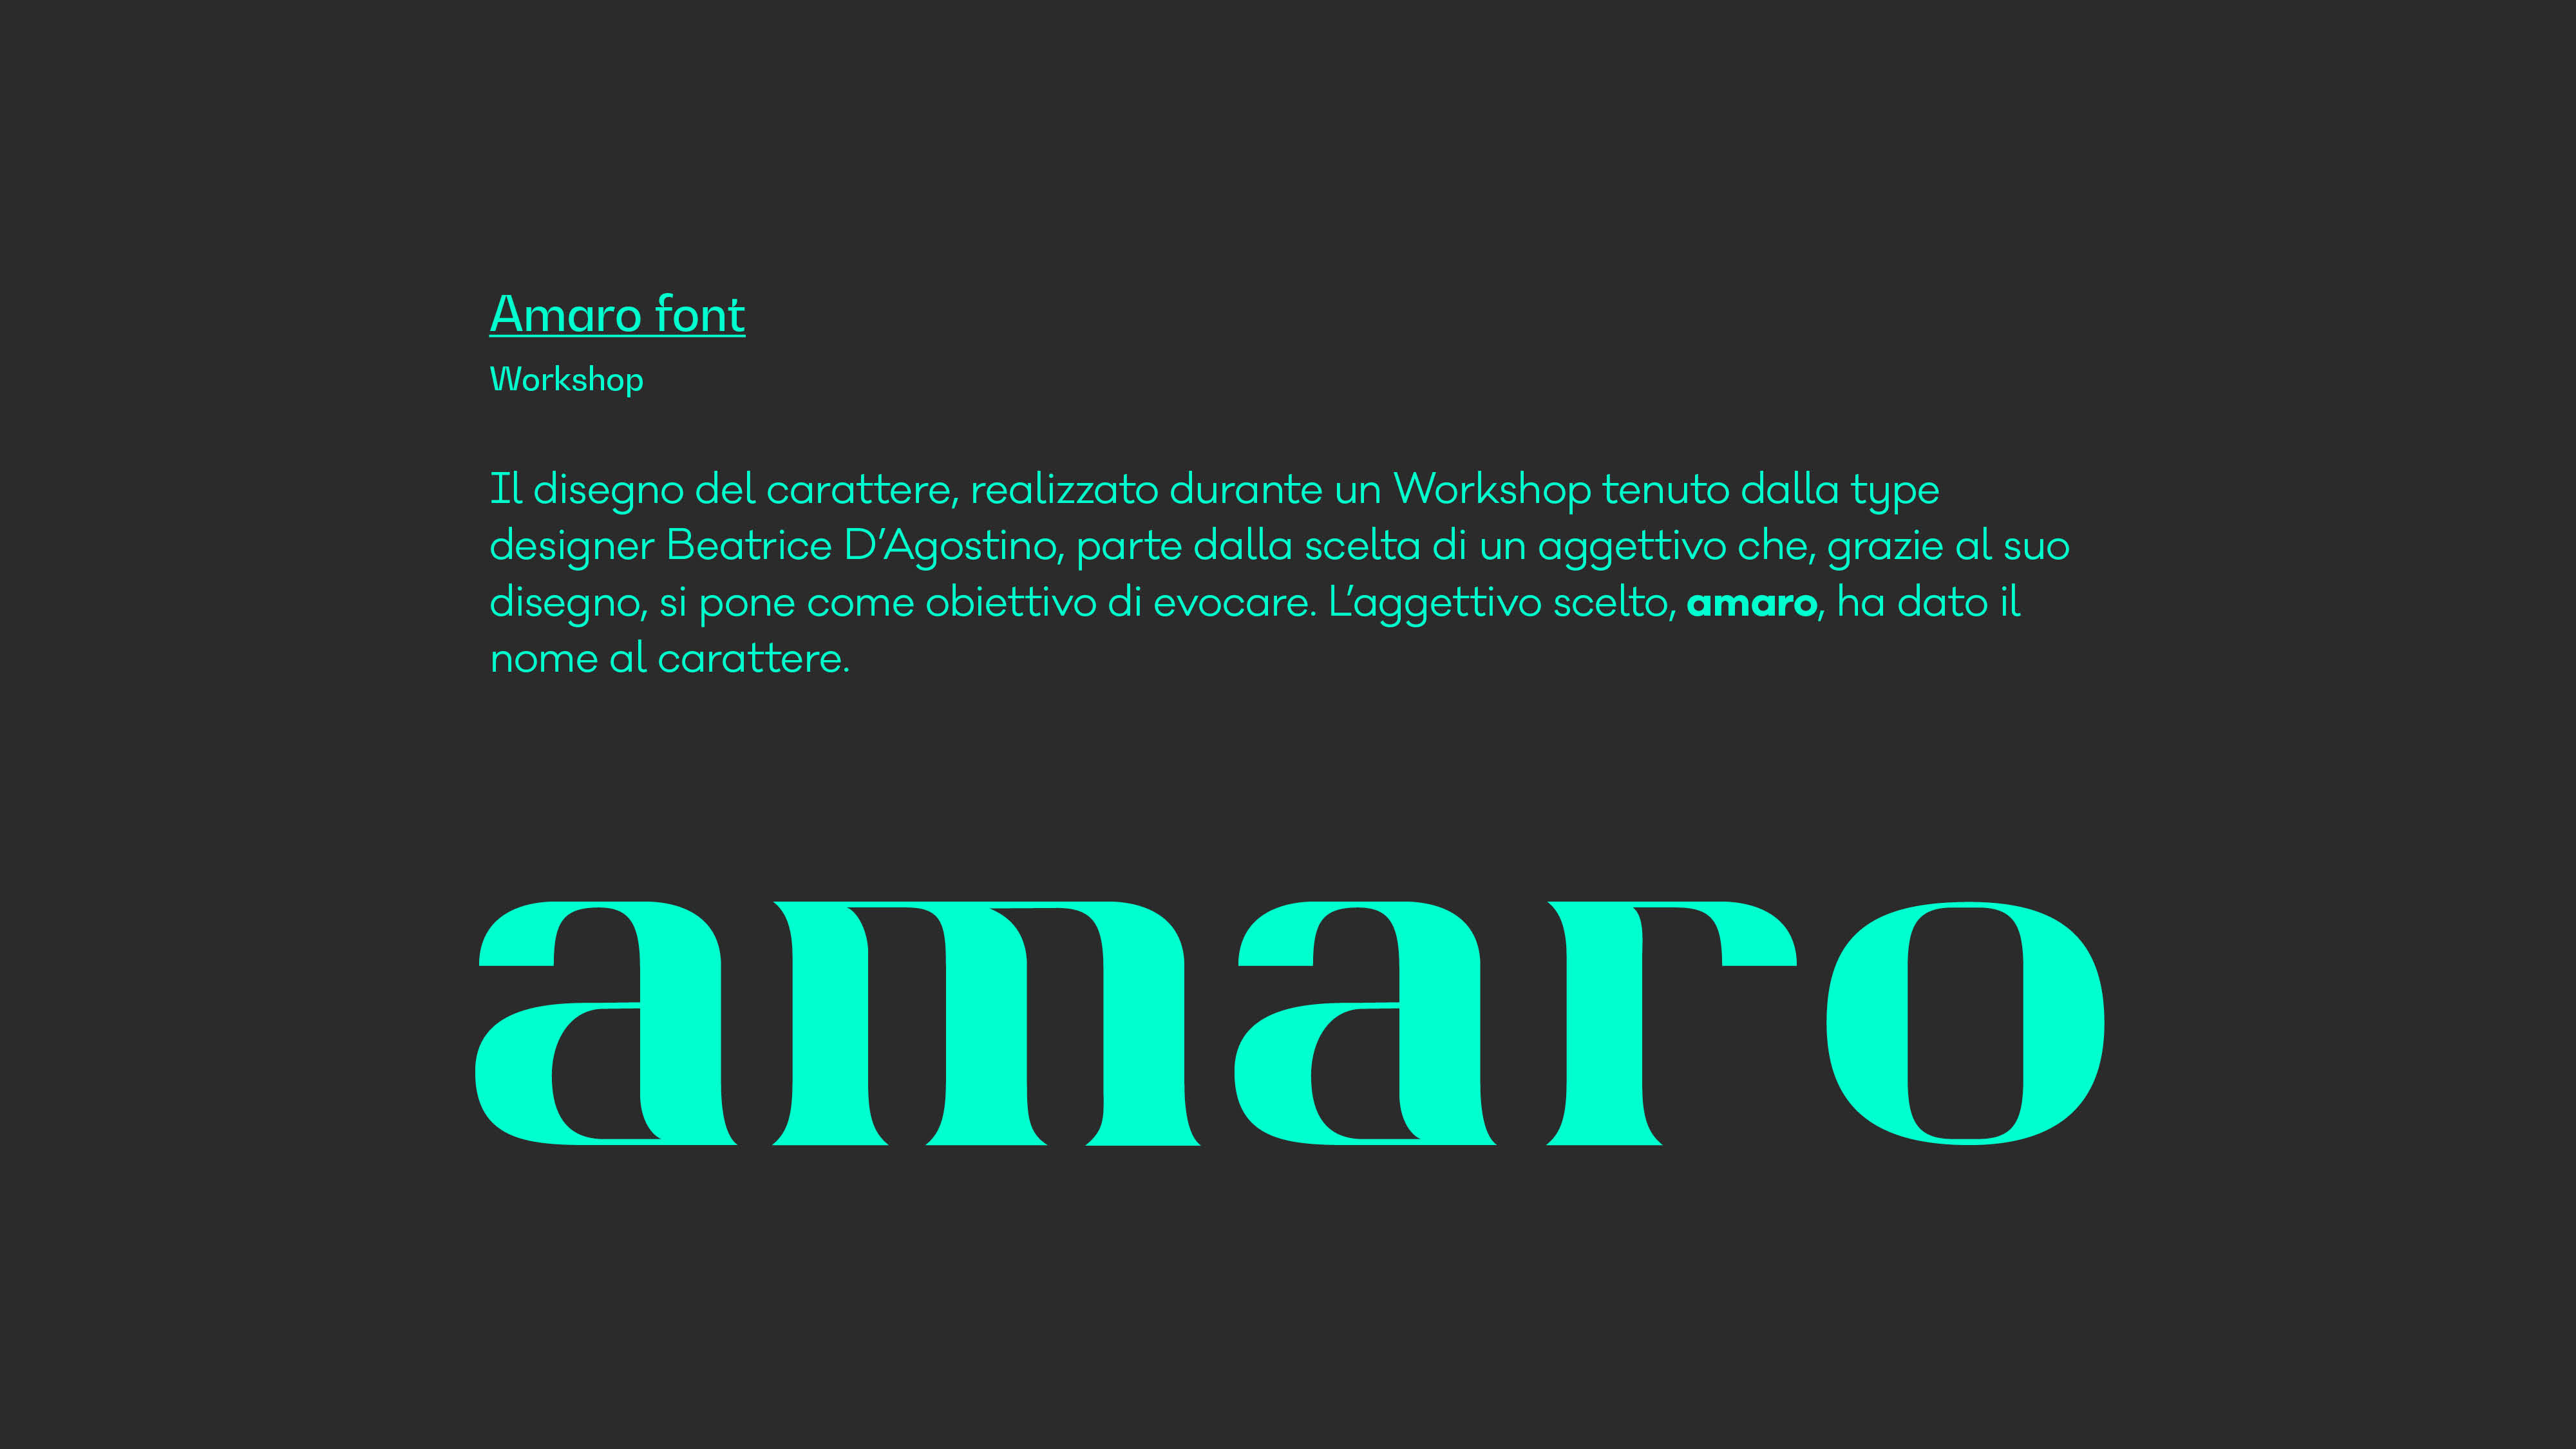 Amaro font
Workshop
Il disegno del carattere, realizzato durante un Workshop tenuto dalla type
designer Beatrice D’Agostino, parte dalla scelta di un aggettivo che, grazie al suo
disegno, si pone come obiettivo di evocare. L’aggettivo scelto, amaro, ha dato il
nome al carattere.
amaro